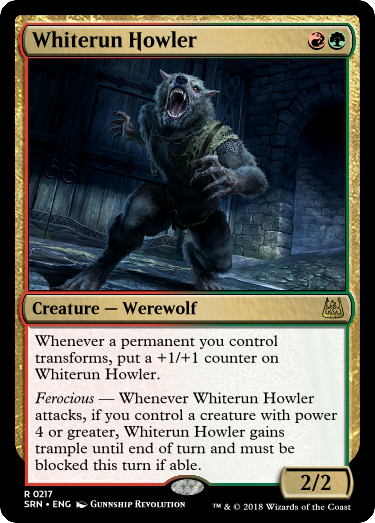 Whiterun Howler
Creature — Werewolf
Whenever a permanent you control
transforms, put a +1/+1 counter on
Whiterun Howler.
Ferocious — Whenever Whiterun Howler
attacks, if you control a creature with power
4 or greater, Whiterun Howler gains
trample until end of turn and must be
blocked this turn if able.
2/2
R 0217
SRN • ENG Gunnship Revolution
™ & © 2018 Wizards of the Coast